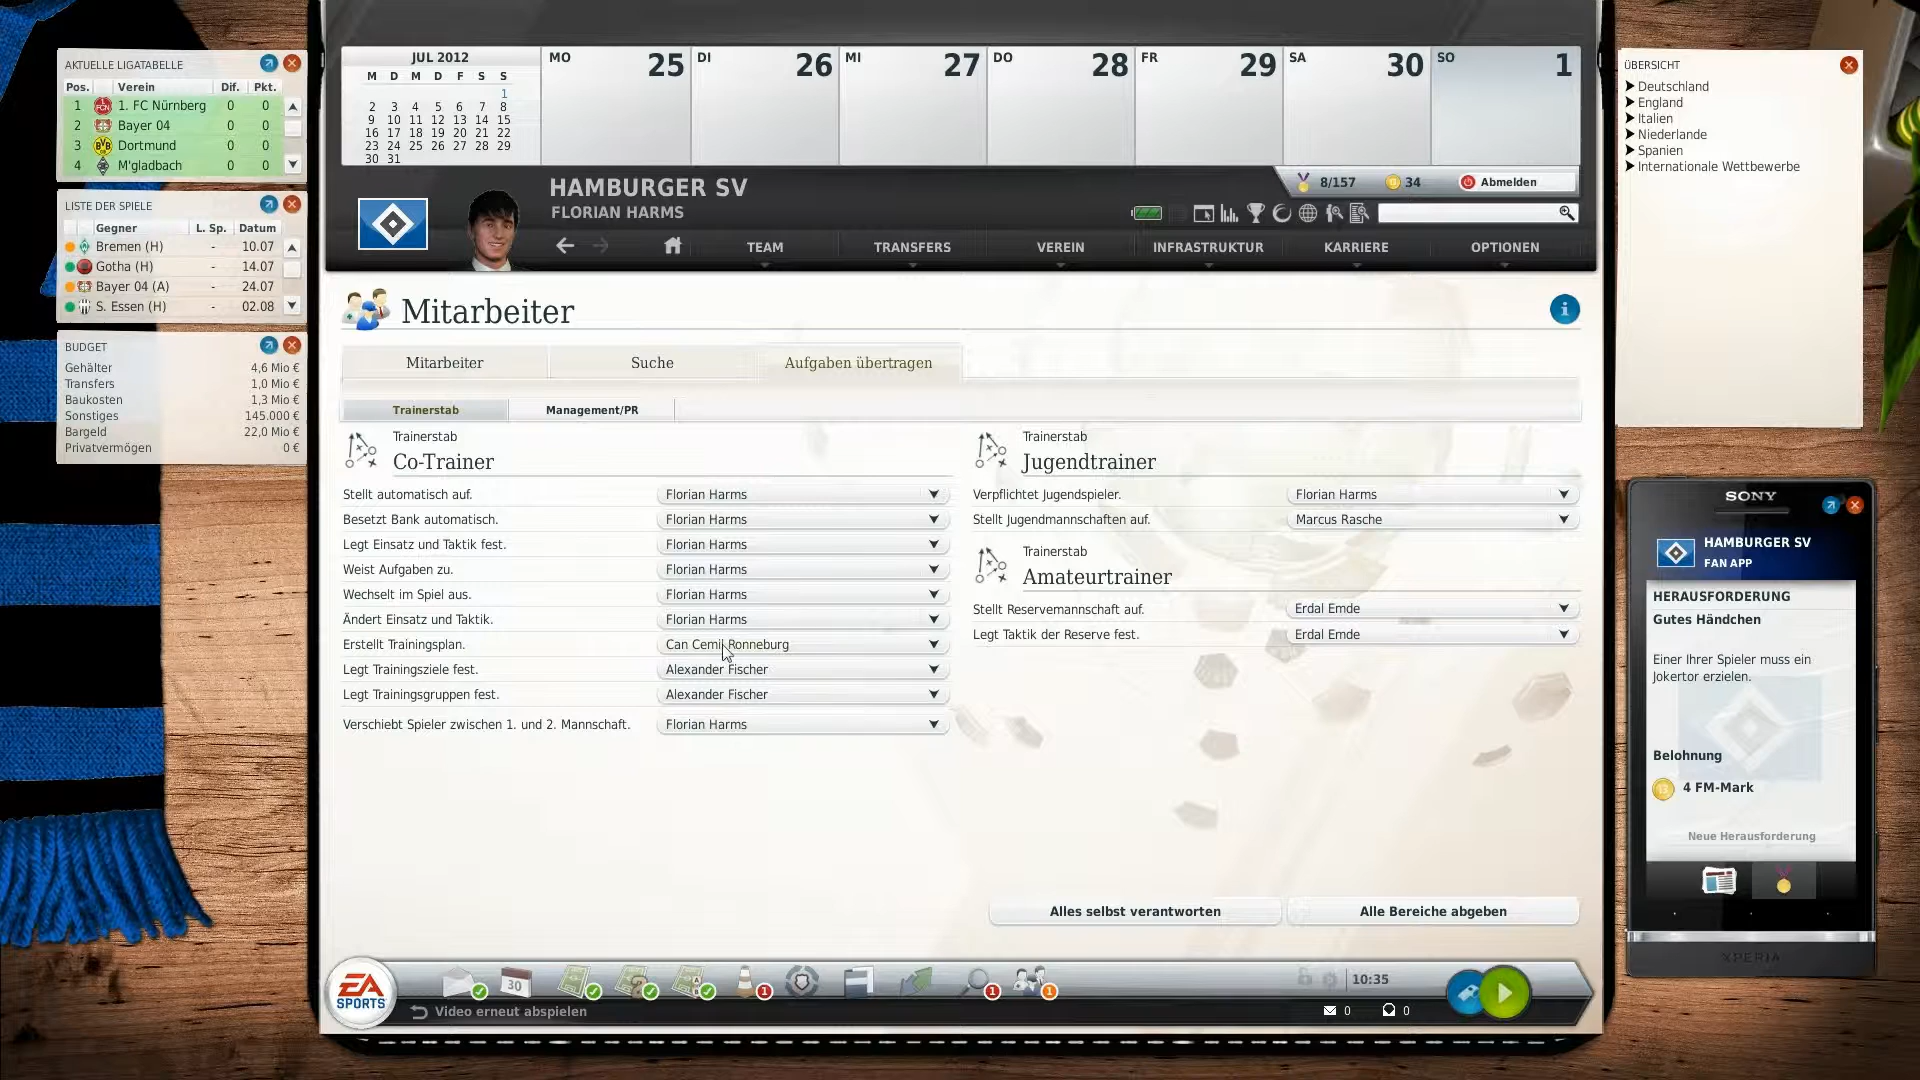 AKTUELLE LIGATABELLE
Pos. Verein Dif. Pkt.
1 1. FC Nürnberg 0 0
2 Bayer 04 0 0
3 Dortmund 0 0
4 M'gladbach 0 0
LISTE DER SPIELE
Gegner L. Sp. Datum
Bremen (H) - 10.07
Gotha (H) - 14.07
Bayer 04 (A) - 24.07
S. Essen (H) - 02.08
BUDGET
Gehälter 4,6 Mio €
Transfers 1,0 Mio €
Baukosten 1,3 Mio €
Sonstiges 145.000 €
Bargeld 22,0 Mio €
Privatvermögen 0 €
JUL 2012
M D M D F S S
1
2 3 4 5 6 7 8
9 10 11 12 13 14 15
16 17 18 19 20 21 22
23 24 25 26 27 28 29
30 31
MO 25 DI 26 MI 27 DO 28 FR 29 SA 30 SO 1
8/157 34 Abmelden
HAMBURGER SV
FLORIAN HARMS
TEAM TRANSFERS VEREIN INFRASTRUKTUR KARRIERE OPTIONEN
Mitarbeiter
Mitarbeiter Suche Aufgaben übertragen
Trainerstab Management/PR
Trainerstab
Co-Trainer
Stellt automatisch auf. Florian Harms
Besetzt Bank automatisch. Florian Harms
Legt Einsatz und Taktik fest. Florian Harms
Weist Aufgaben zu. Florian Harms
Wechselt im Spiel aus. Florian Harms
Ändert Einsatz und Taktik. Florian Harms
Erstellt Trainingsplan. Can Cemil Ronneburg
Legt Trainingsziele fest. Alexander Fischer
Legt Trainingsgruppen fest. Alexander Fischer
Verschiebt Spieler zwischen 1. und 2. Mannschaft. Florian Harms
Trainerstab
Jugendtrainer
Verpflichtet Jugendspieler. Florian Harms
Stellt Jugendmannschaften auf. Marcus Rasche
Trainerstab
Amateurtrainer
Stellt Reservemannschaft auf. Erdal Emde
Legt Taktik der Reserve fest. Erdal Emde
Alles selbst verantworten Alle Bereiche abgeben
EA
SPORTS
30 1 1 1 10:35
Video erneut abspielen 0 0
ÜBERSICHT
Deutschland
England
Italien
Niederlande
Spanien
Internationale Wettbewerbe
SONY
HAMBURGER SV
FAN APP
HERAUSFORDERUNG
Gutes Händchen
Einer Ihrer Spieler muss ein
Jokertor erzielen.
Belohnung
4 FM-Mark
Neue Herausforderung
XPERIA